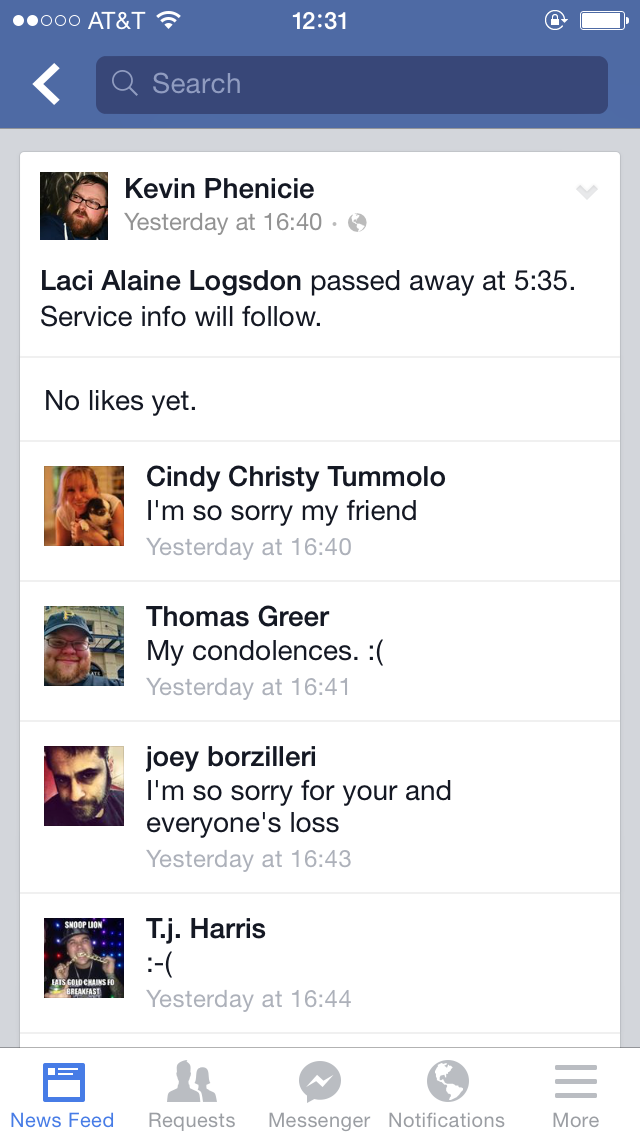 AT&T 12:31
Search
Kevin Phenicie
Yesterday at 16:40 ·
Laci Alaine Logsdon passed away at 5:35.
Service info will follow.
No likes yet.
Cindy Christy Tummolo
I'm so sorry my friend
Yesterday at 16:40
Thomas Greer
My condolences. :(
Yesterday at 16:41
joey borzilleri
I'm so sorry for your and
everyone's loss
Yesterday at 16:43
SNOOP LION
EATS GOLD CHAINS FO
BREAKFAST
T.j. Harris
:-(
Yesterday at 16:44
News Feed Requests Messenger Notifications More